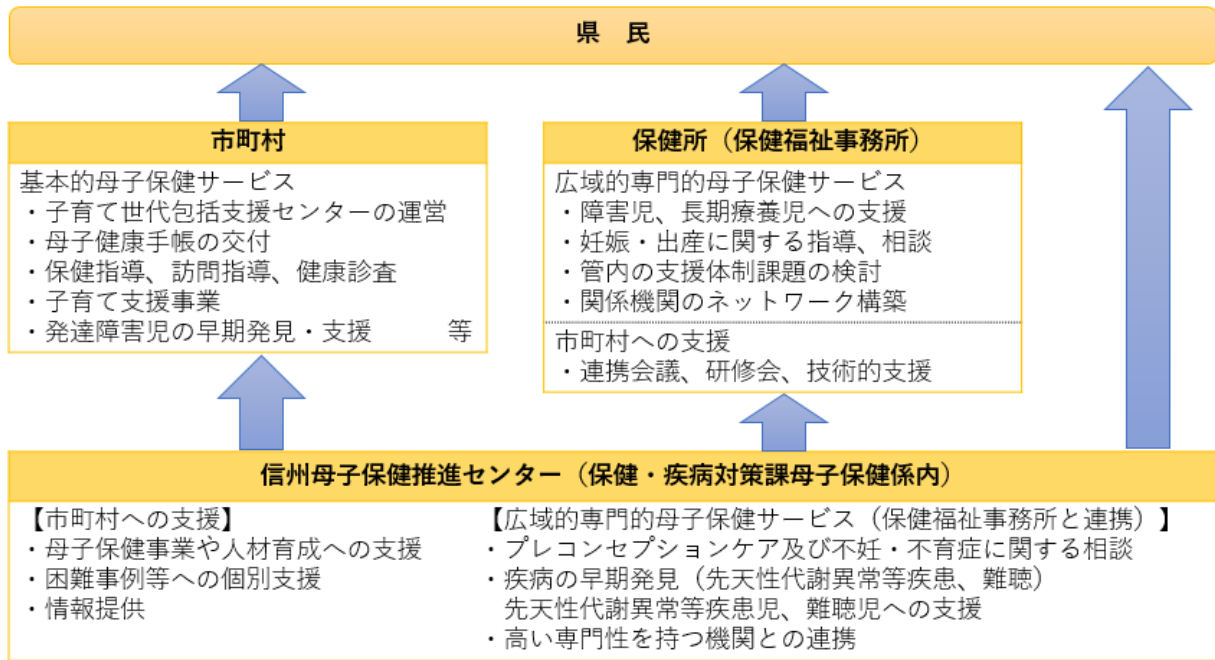 県　民
市町村
基本的母子保健サービス
・子育て世代包括支援センターの運営
・母子健康手帳の交付
・保健指導、訪問指導、健康診査
・子育て支援事業
・発達障害児の早期発見・支援　　　等
保健所（保健福祉事務所）
広域的専門的母子保健サービス
・障害児、長期療養児への支援
・妊娠・出産に関する指導、相談
・管内の支援体制課題の検討
・関係機関のネットワーク構築
市町村への支援
・連携会議、研修会、技術的支援
信州母子保健推進センター（保健・疾病対策課母子保健係内）
【市町村への支援】
・母子保健事業や人材育成への支援
・困難事例等への個別支援
・情報提供
【広域的専門的母子保健サービス（保健福祉事務所と連携）】
・プレコンセプションケア及び不妊・不育症に関する相談
・疾病の早期発見（先天性代謝異常等疾患、難聴）
先天性代謝異常等疾患児、難聴児への支援
・高い専門性を持つ機関との連携